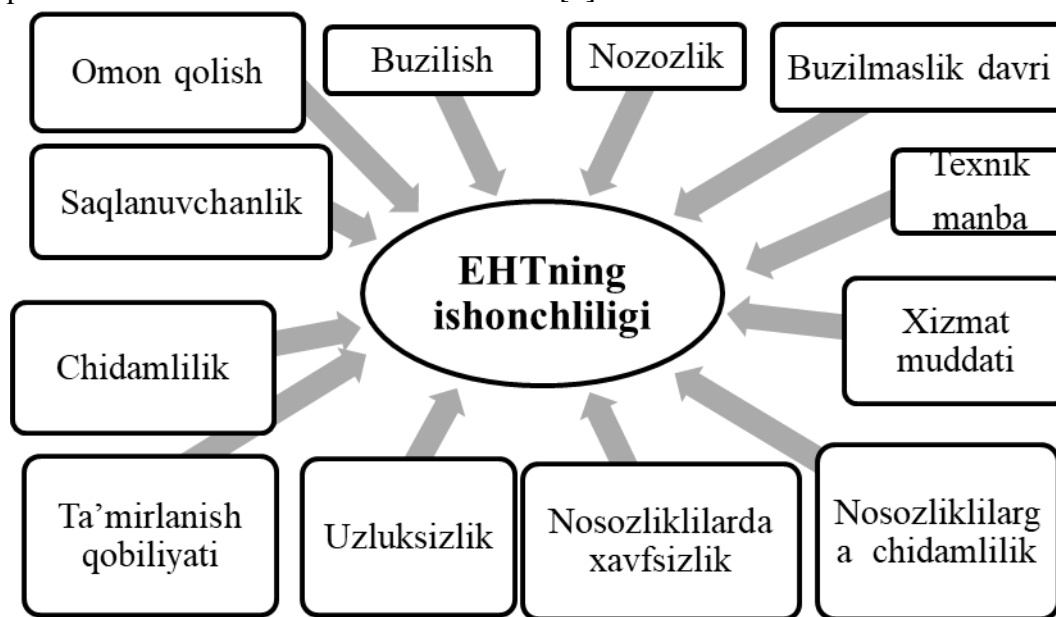 Omon qolish
Buzilish
Nozozlik
Buzilmaslik davri
Saqlanuvchanlik
Texnik
manba
EHTning
ishonchliligi
Xizmat
muddati
Chidamlilik
Ta’mirlanish
qobiliyati
Uzluksizlik
Nosozliklilarda
xavfsizlik
Nosozliklilarg
a chidamlilik